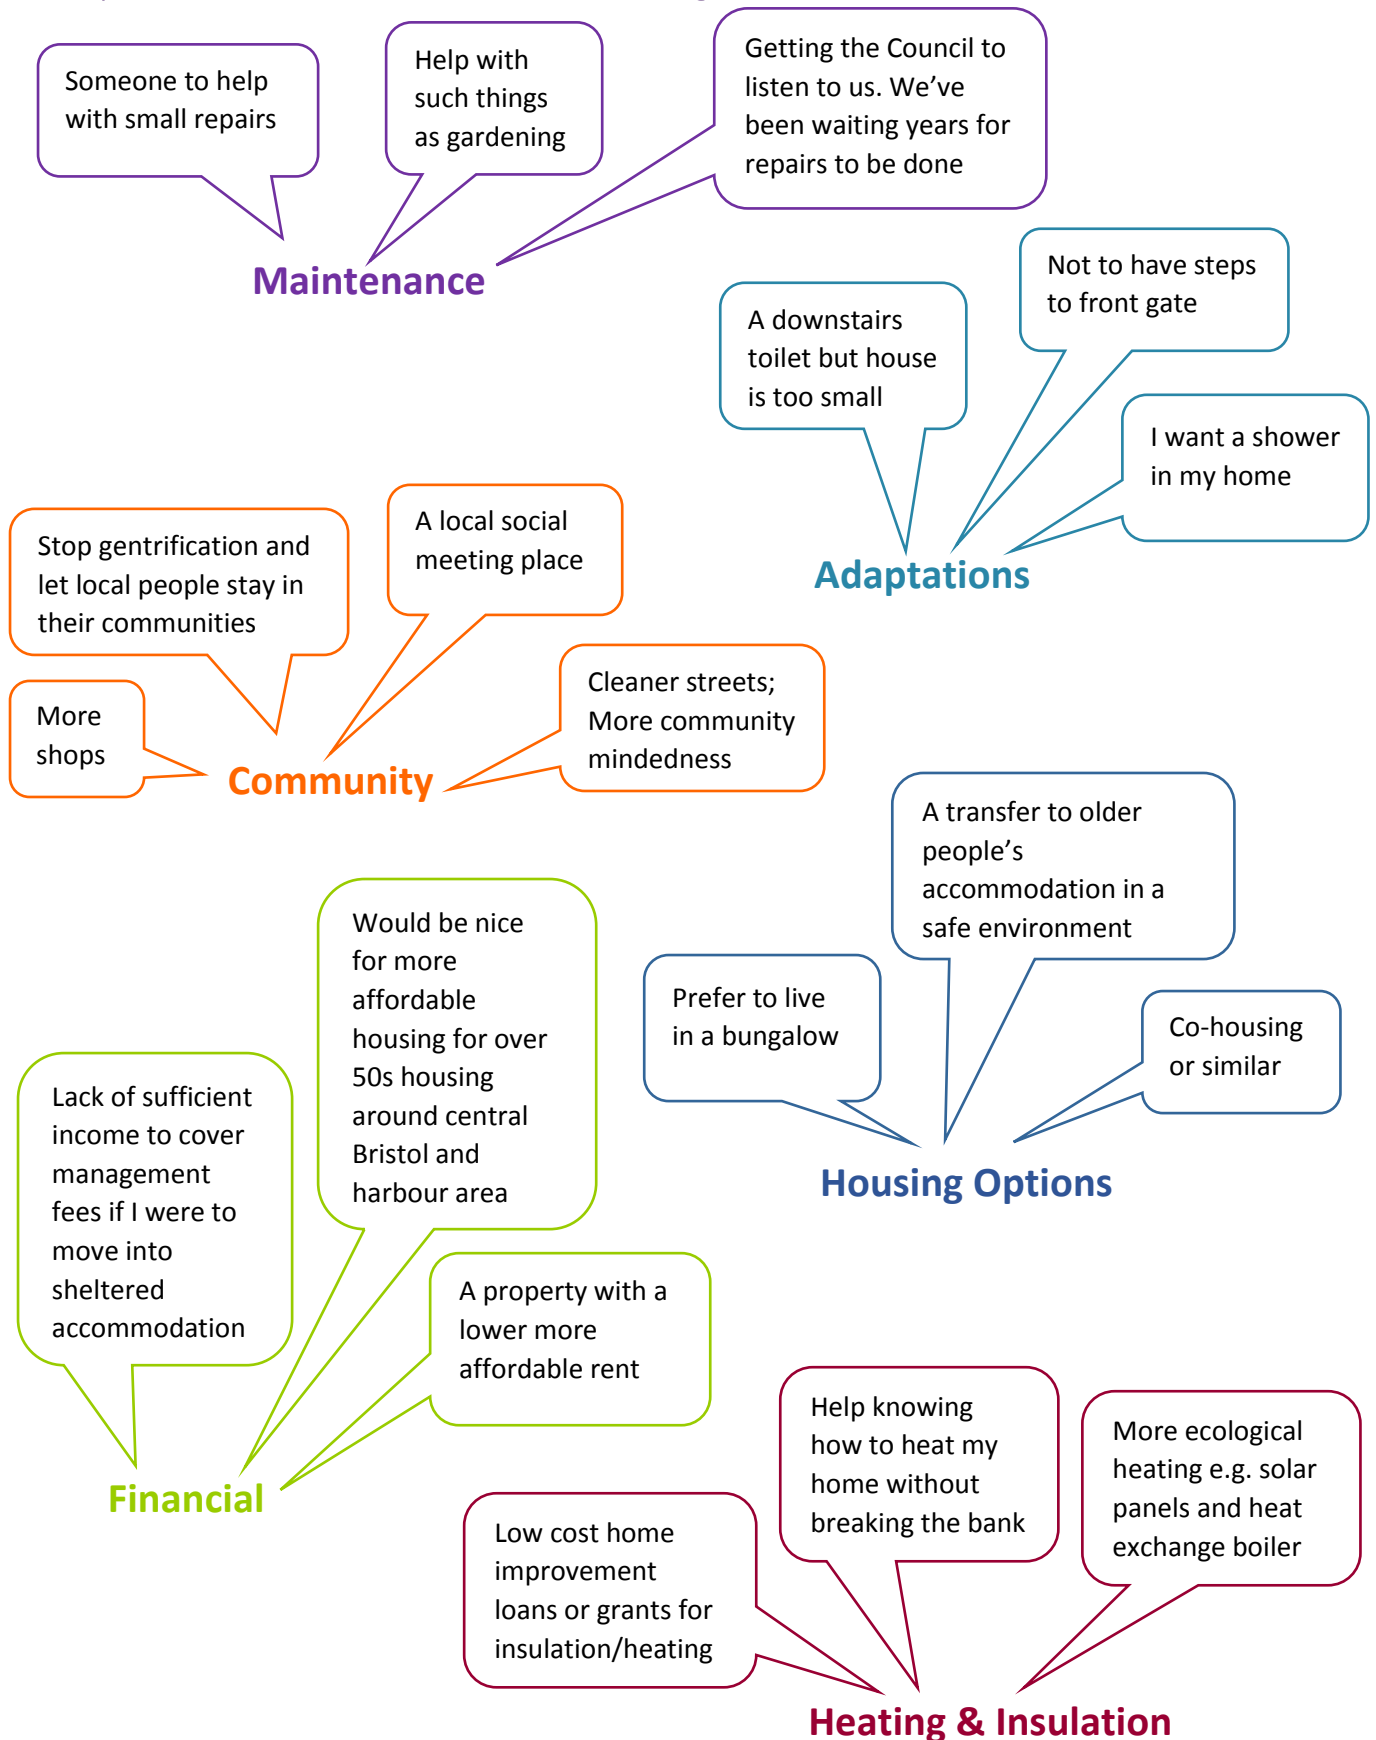 Someone to help
with small repairs
Help with
such things
as gardening
Getting the Council to
listen to us. We’ve
been waiting years for
repairs to be done
Maintenance
A downstairs
toilet but house
is too small
Not to have steps
to front gate
I want a shower
in my home
Adaptations
Stop gentrification and
let local people stay in
their communities
A local social
meeting place
More
shops
Cleaner streets;
More community
mindedness
Community
A transfer to older
people’s
accommodation in a
safe environment
Prefer to live
in a bungalow
Co-housing
or similar
Housing Options
Would be nice
for more
affordable
housing for over
50s housing
around central
Bristol and
harbour area
Lack of sufficient
income to cover
management
fees if I were to
move into
sheltered
accommodation
A property with a
lower more
affordable rent
Financial
Help knowing
how to heat my
home without
breaking the bank
More ecological
heating e.g. solar
panels and heat
exchange boiler
Low cost home
improvement
loans or grants for
insulation/heating
Heating & Insulation